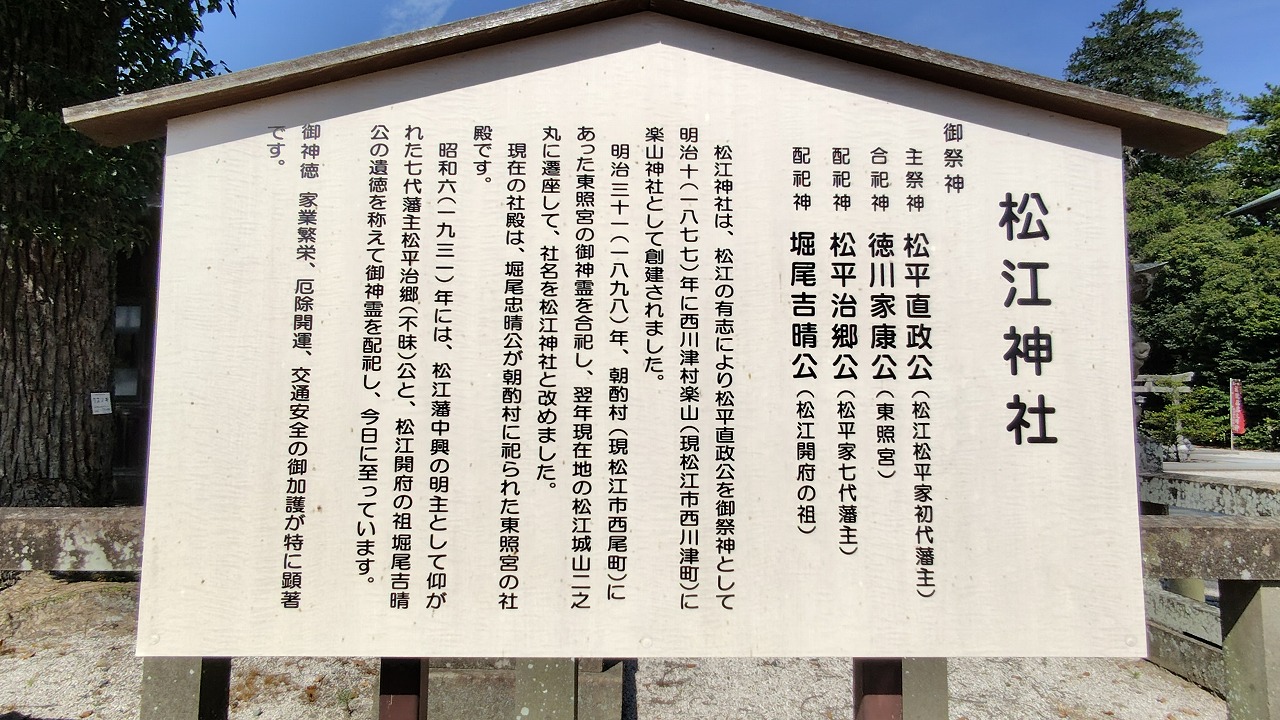 松江神社
御祭神
主祭神 松平直政公（松江松平家初代藩主）
合祀神 徳川家康公（東照宮）
配祀神 松平治郷公（松平家七代藩主）
配祀神 堀尾吉晴公（松江開府の祖）
松江神社は、松江の有志により松平直政公を御祭神として
明治十（一八七七）年に西川津村楽山（現松江市西川津町）に
楽山神社として創建されました。
明治三十一（一八九八）年、朝酌村（現松江市西尾町）に
あった東照宮の御神霊を合祀し、翌年現在地の松江城山二之
丸に遷座して、社名を松江神社と改めました。
現在の社殿は、堀尾忠晴公が朝酌村に祀られた東照宮の社
殿です。
昭和六（一九三一）年には、松江藩中興の明主として仰が
れた七代藩主松平治郷（不昧）公と、松江開府の祖堀尾吉晴
公の遺徳を称えて御神霊を配祀し、今日に至っています。
御神徳 家業繁栄、厄除開運、交通安全の御加護が特に顕著
です。